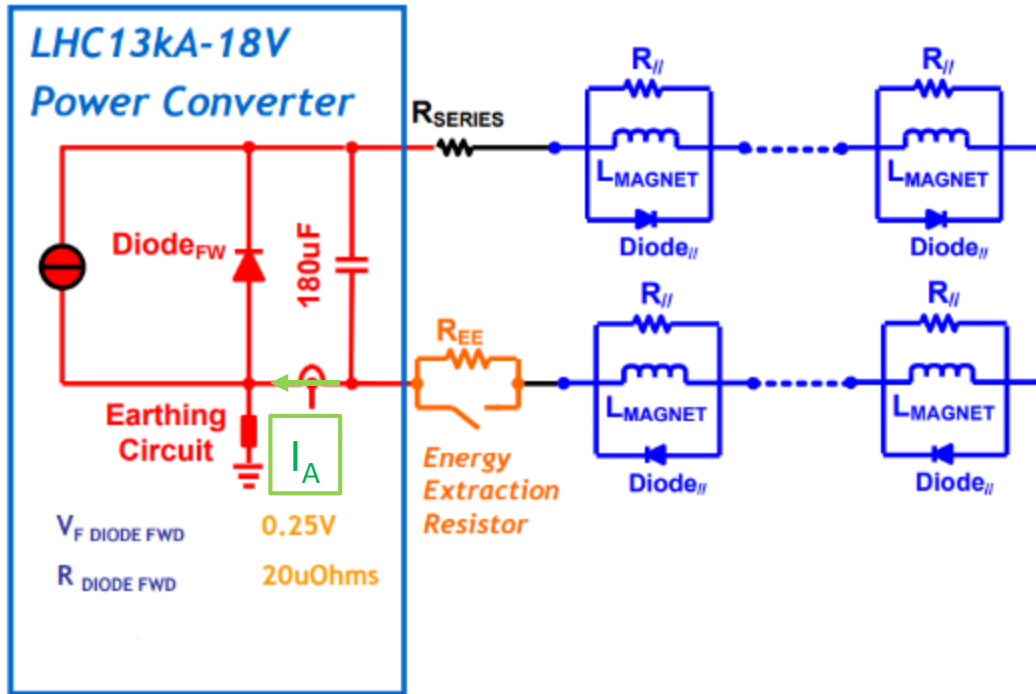 LHC13kA-18V
Power Converter
R//
R//
RSERIES
LMAGNET
LMAGNET
DiodeFW
180uF
Diode//
Diode//
R//
R//
REE
LMAGNET
LMAGNET
Earthing
Circuit
IA
Energy
Extraction
Resistor
Diode//
Diode//
VF DIODE FWD 0.25V
R DIODE FWD 20uOhms